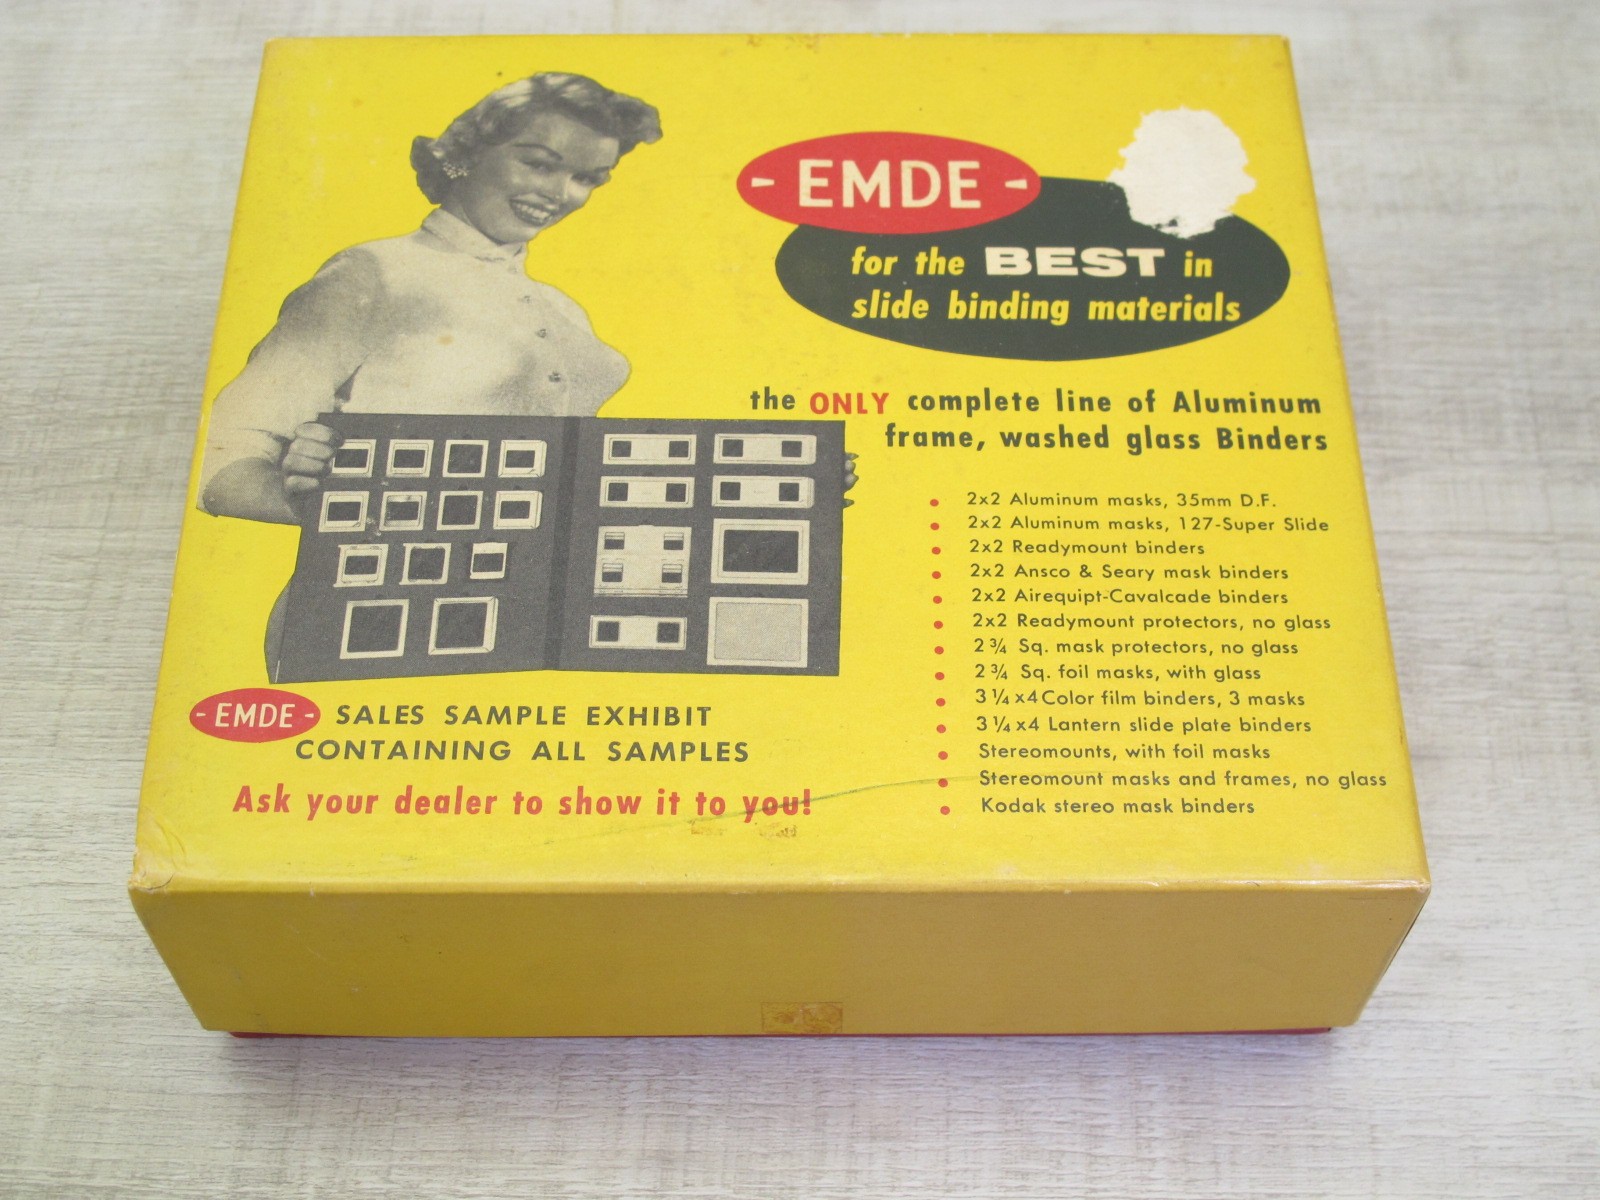 - EMDE -
for the BEST in
slide binding materials
the ONLY complete line of Aluminum
frame, washed glass Binders
• 2x2 Aluminum masks, 35mm D.F.
• 2x2 Aluminum masks, 127-Super Slide
• 2x2 Readymount binders
• 2x2 Ansco & Seary mask binders
• 2x2 Airequipt-Cavalcade binders
• 2x2 Readymount protectors, no glass
• 2 ¾ Sq. mask protectors, no glass
• 2 ¾ Sq. foil masks, with glass
• 3 ¼ x4 Color film binders, 3 masks
• 3 ¼ x4 Lantern slide plate binders
• Stereomounts, with foil masks
• Stereomount masks and frames, no glass
• Kodak stereo mask binders
- EMDE - SALES SAMPLE EXHIBIT
CONTAINING ALL SAMPLES
Ask your dealer to show it to you!